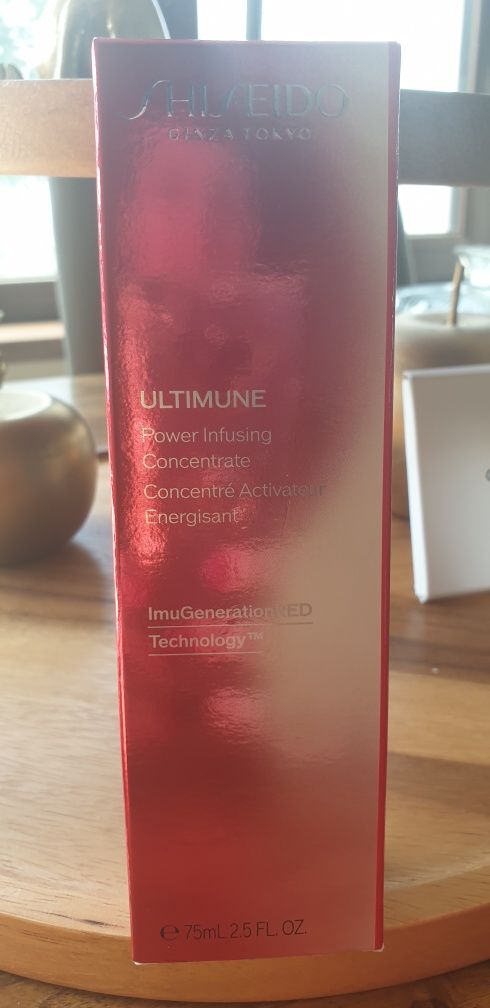 SHISEIDO
GINZA TOKYO
ULTIMUNE
Power Infusing
Concentrate
Concentré Activateur
Energisant
ImuGenerationRED
Technology™
℮ 75mL 2.5 FL. OZ.